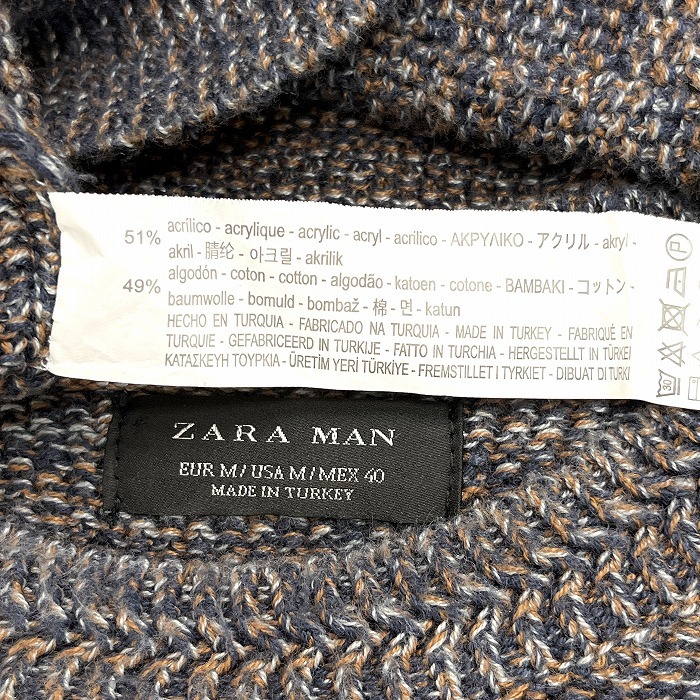 51% acrílico - acrylique - acrylic - acryl - acrilico - ΑΚΡΥΛΙΚΟ - アクリル - akryl -
akril - 腈纶 - 아크릴 - akrilik
49% algodón - coton - cotton - algodão - katoen - cotone - BAMBAKI - コットン -
baumwolle - bomuld - bombaž - 棉 - 면 - katun
HECHO EN TURQUIA - FABRICADO NA TURQUIA - MADE IN TURKEY - FABRIQUÉ EN
TURQUIE - GEFABRICEERD IN TURKIJE - FATTO IN TURCHIA - HERGESTELLT IN TÜRKEI
ΚΑΤΑΣΚΕΥΗ ΤΟΥΡΚΙΑ - ÜRETİM YERİ TÜRKİYE - FREMSTILLET I TYRKIET - DIBUAT DI TURKI
30
ZARA MAN
EUR M / USA M / MEX 40
MADE IN TURKEY